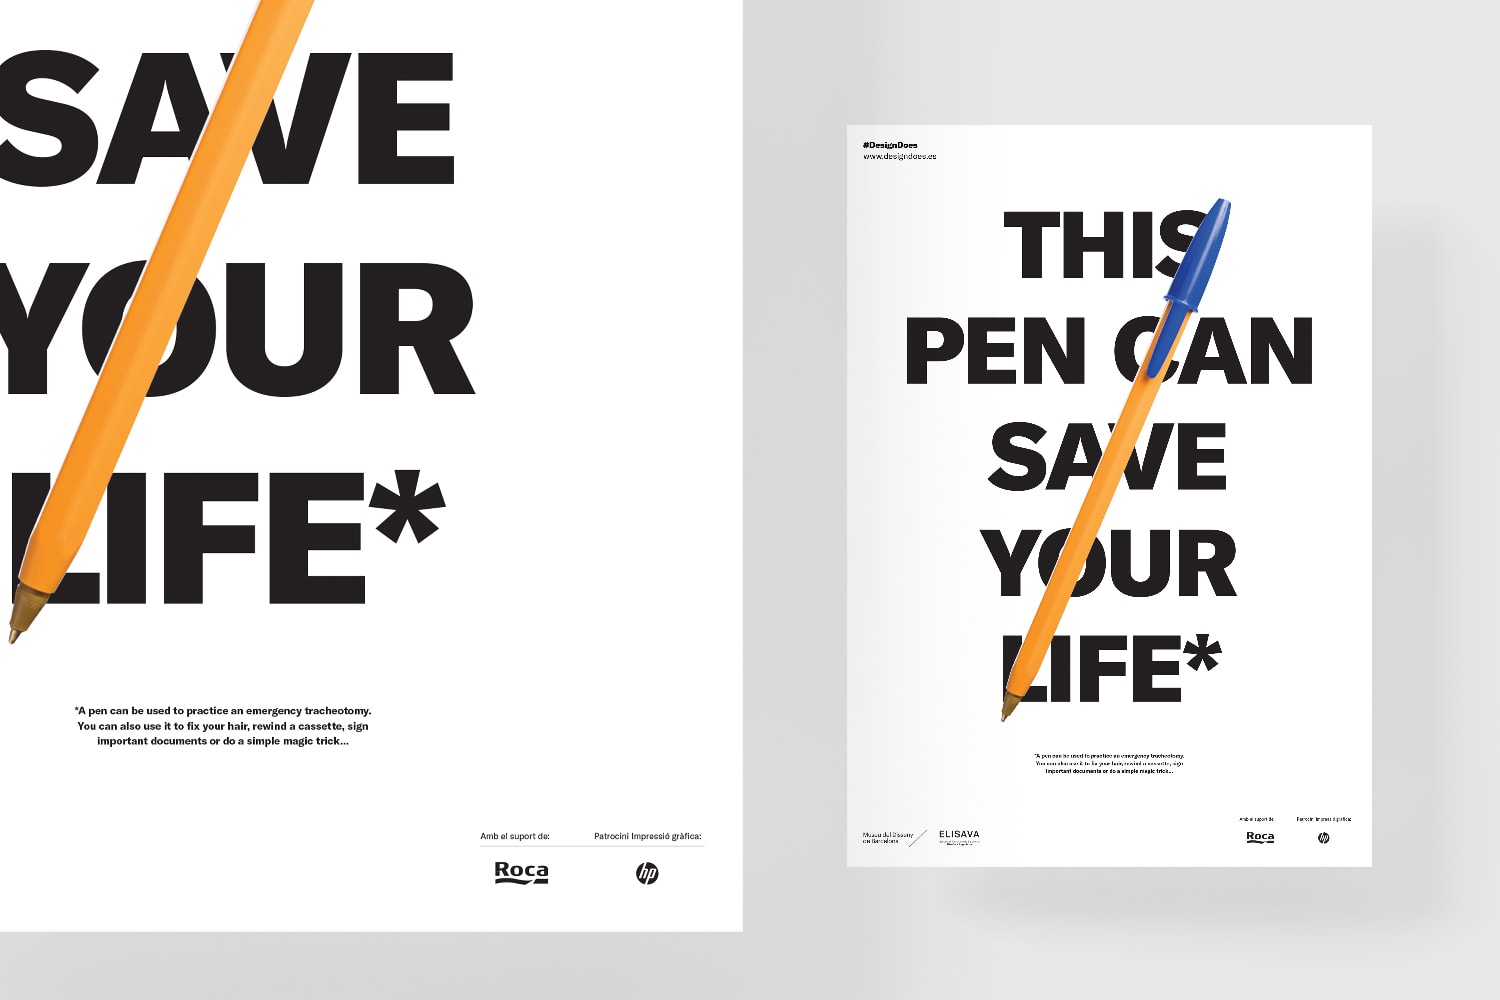 SAVE
YOUR
LIFE*
*A pen can be used to practice an emergency tracheotomy.
You can also use it to fix your hair, rewind a cassette, sign
important documents or do a simple magic trick...
Amb el suport de:
Patrocini Impressió gràfica:
Roca
hp
#DesignDoes
www.designdoes.es
THIS
PEN CAN
SAVE
YOUR
LIFE*
*A pen can be used to practice an emergency tracheotomy.
You can also use it to fix your hair, rewind a cassette, sign
important documents or do a simple magic trick...
Museu del Disseny
de Barcelona
ELISAVA
Amb el suport de:
Patrocini Impressió gràfica:
Roca
hp